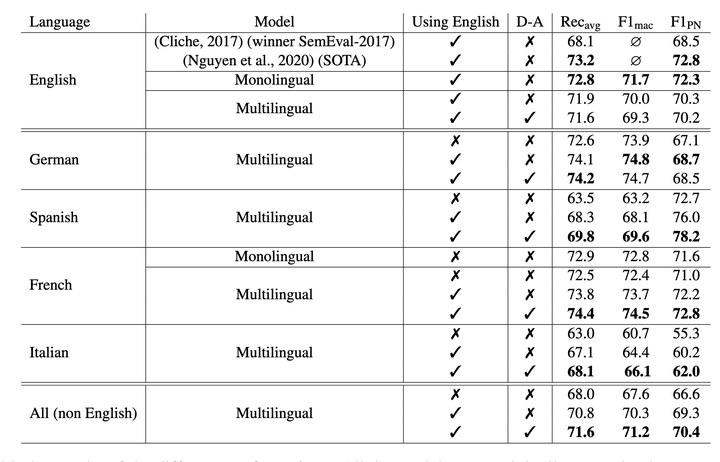 Language Model Using English D-A Rec_avg F1_mac F1_PN
(Cliche, 2017) (winner SemEval-2017) ✓ ✗ 68.1 ∅ 68.5
(Nguyen et al., 2020) (SOTA) ✓ ✗ 73.2 ∅ 72.8
English Monolingual ✓ ✗ 72.8 71.7 72.3
Multilingual ✓ ✗ 71.9 70.0 70.3
✓ ✓ 71.6 69.3 70.2
✗ ✗ 72.6 73.9 67.1
German Multilingual ✓ ✗ 74.1 74.8 68.7
✓ ✓ 74.2 74.7 68.5
✗ ✗ 63.5 63.2 72.7
Spanish Multilingual ✓ ✗ 68.3 68.1 76.0
✓ ✓ 69.8 69.6 78.2
French Monolingual ✗ ✗ 72.9 72.8 71.6
✗ ✗ 72.5 72.4 71.0
Multilingual ✓ ✗ 73.8 73.7 72.2
✓ ✓ 74.4 74.5 72.8
✗ ✗ 63.0 60.7 55.3
Italian Multilingual ✓ ✗ 67.1 64.4 60.2
✓ ✓ 68.1 66.1 62.0
✗ ✗ 68.0 67.6 66.6
All (non English) Multilingual ✓ ✗ 70.8 70.3 69.3
✓ ✓ 71.6 71.2 70.4